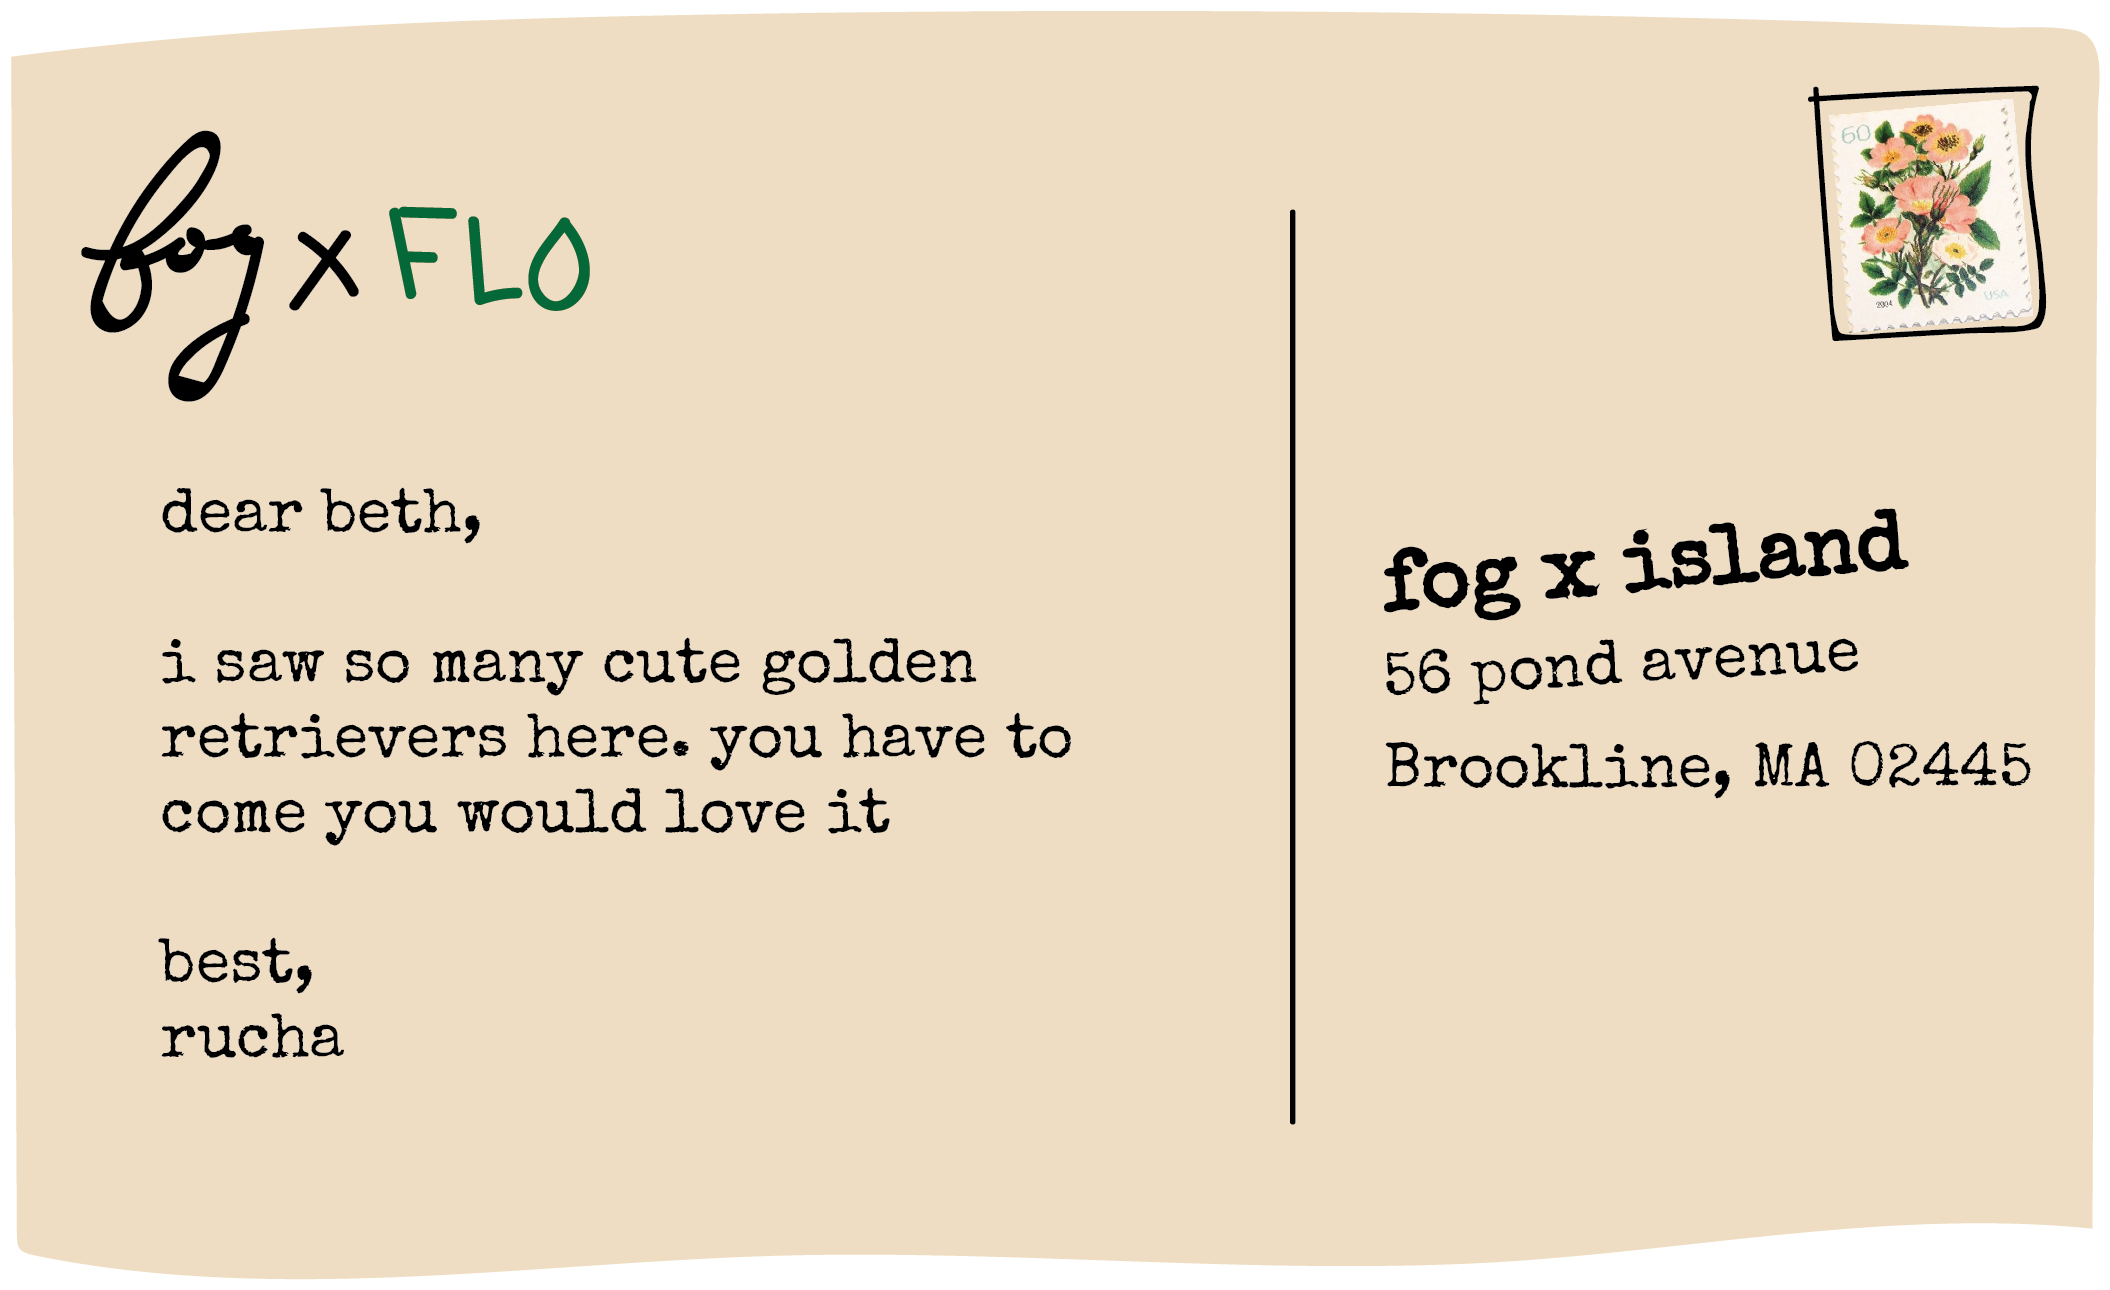 fog x FLO
dear beth,
i saw so many cute golden
retrievers here. you have to
come you would love it
best,
rucha
60
2004
USA
fog x island
56 pond avenue
Brookline, MA 02445